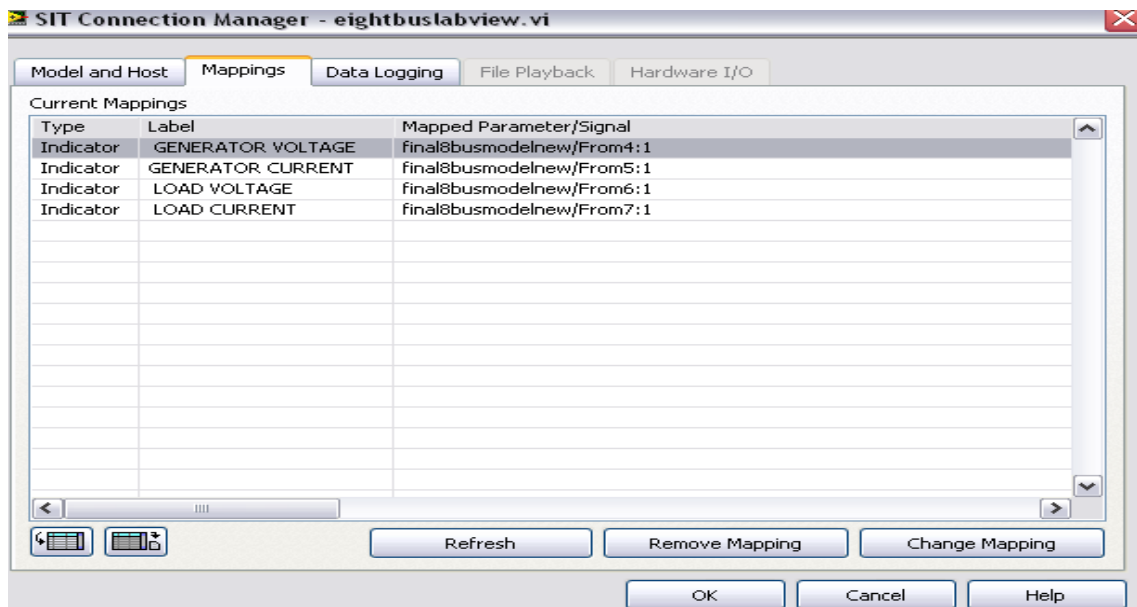 SIT Connection Manager - eightbuslabview.vi
Model and Host Mappings Data Logging File Playback Hardware I/O
Current Mappings
Type Label Mapped Parameter/Signal
Indicator GENERATOR VOLTAGE final8busmodelnew/From4:1
Indicator GENERATOR CURRENT final8busmodelnew/From5:1
Indicator LOAD VOLTAGE final8busmodelnew/From6:1
Indicator LOAD CURRENT final8busmodelnew/From7:1
Refresh Remove Mapping Change Mapping
OK Cancel Help